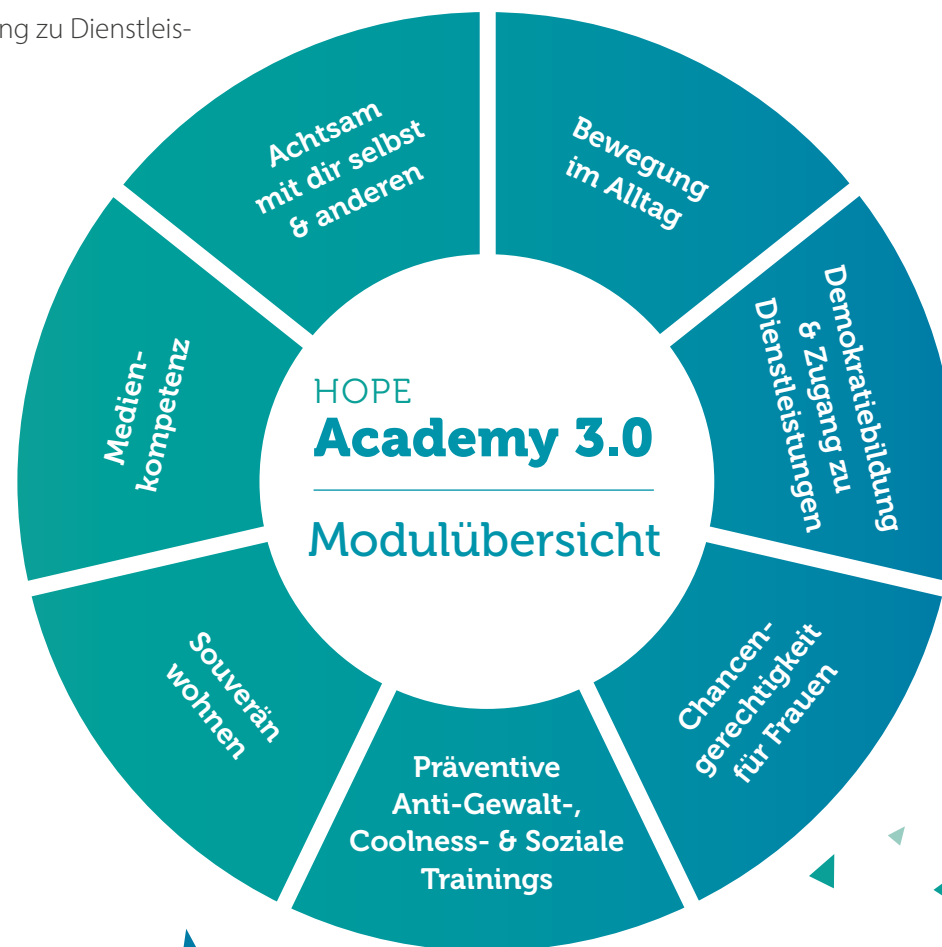 ng zu Dienstleis-
Achtsam
mit dir selbst
& anderen
Bewegung
im Alltag
Demokratiebildung
& Zugang zu
Dienstleistungen
Chancen-
gerechtigkeit
für Frauen
Präventive
Anti-Gewalt-,
Coolness- & Soziale
Trainings
Souverän
wohnen
Medien-
kompetenz
HOPE
Academy 3.0
Modulübersicht